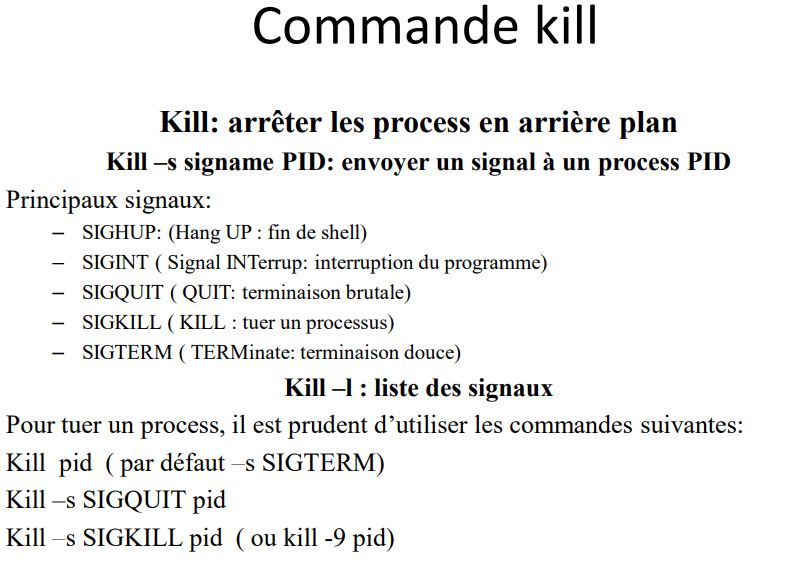 Commande kill
Kill: arrêter les process en arrière plan
Kill –s signame PID: envoyer un signal à un process PID
Principaux signaux:
– SIGHUP: (Hang UP : fin de shell)
– SIGINT ( Signal INTerrup: interruption du programme)
– SIGQUIT ( QUIT: terminaison brutale)
– SIGKILL ( KILL : tuer un processus)
– SIGTERM ( TERMinate: terminaison douce)
Kill –l : liste des signaux
Pour tuer un process, il est prudent d’utiliser les commandes suivantes:
Kill pid ( par défaut –s SIGTERM)
Kill –s SIGQUIT pid
Kill –s SIGKILL pid ( ou kill -9 pid)